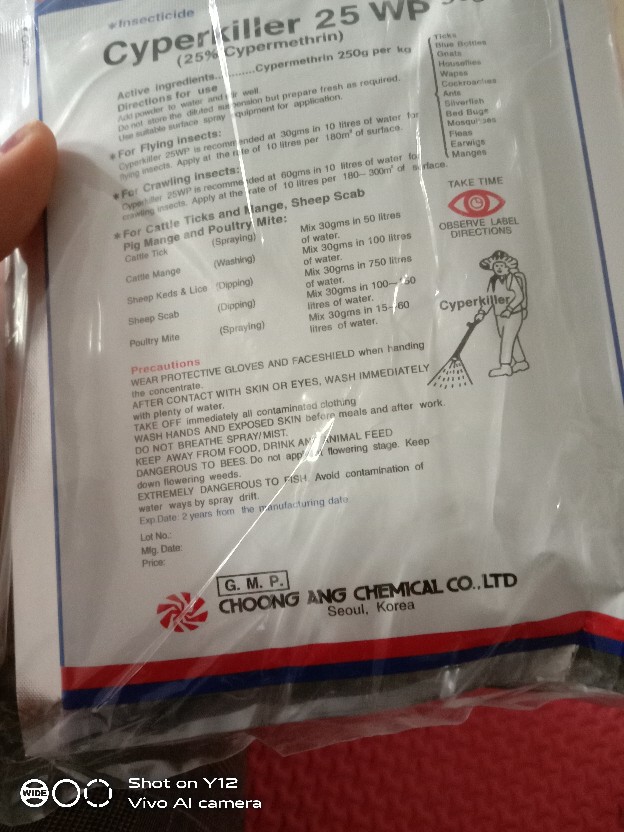 *Insecticide
Cyperkiller 25 WP
(25% Cypermethrin)
Active ingredients...........Cypermethrin 250g per kg
Directions for use
Add powder to water and stir well.
Do not store the diluted suspension but prepare fresh as required.
Use suitable surface spray equipment for application.
*For Flying insects:
Cyperkiller 25WP is recommended at 30gms in 10 litres of water for
flying insects. Apply at the rate of 10 litres per 180m² of surface.
*For Crawling insects:
Cyperkiller 25WP is recommended at 60gms in 10 litres of water for
crawling insects. Apply at the rate of 10 litres per 180–300m² of surface.
*For Cattle Ticks and Mange, Sheep Scab
Pig Mange and Poultry Mite:
Cattle Tick (Spraying) Mix 30gms in 50 litres
of water.
Cattle Mange (Washing) Mix 30gms in 100 litres
of water.
Sheep Keds & Lice (Dipping) Mix 30gms in 750 litres
of water.
Sheep Scab (Dipping) Mix 30gms in 100–150
litres of water.
Poultry Mite (Spraying) Mix 30gms in 15–60
litres of water.
Ticks
Blue Bottles
Gnats
Houseflies
Wapas
Cockroaches
Ants
Silverfish
Bed Bugs
Mosquitoes
Fleas
Earwigs
Manges
TAKE TIME
OBSERVE LABEL
DIRECTIONS
Cyperkiller
Precautions
WEAR PROTECTIVE GLOVES AND FACESHIELD when handing
the concentrate.
AFTER CONTACT WITH SKIN OR EYES, WASH IMMEDIATELY
with plenty of water.
TAKE OFF immediately all contaminated clothing
WASH HANDS AND EXPOSED SKIN before meals and after work.
DO NOT BREATHE SPRAY/MIST.
KEEP AWAY FROM FOOD, DRINK AND ANIMAL FEED
DANGEROUS TO BEES. Do not apply at flowering stage. Keep
down flowering weeds.
EXTREMELY DANGEROUS TO FISH. Avoid contamination of
water ways by spray drift.
Exp.Date: 2 years from the manufacturing date.
Lot No.:
Mfg. Date:
Price:
G. M. P.
CHOONG ANG CHEMICAL CO., LTD
Seoul, Korea
WIDE
Shot on Y12
Vivo AI camera